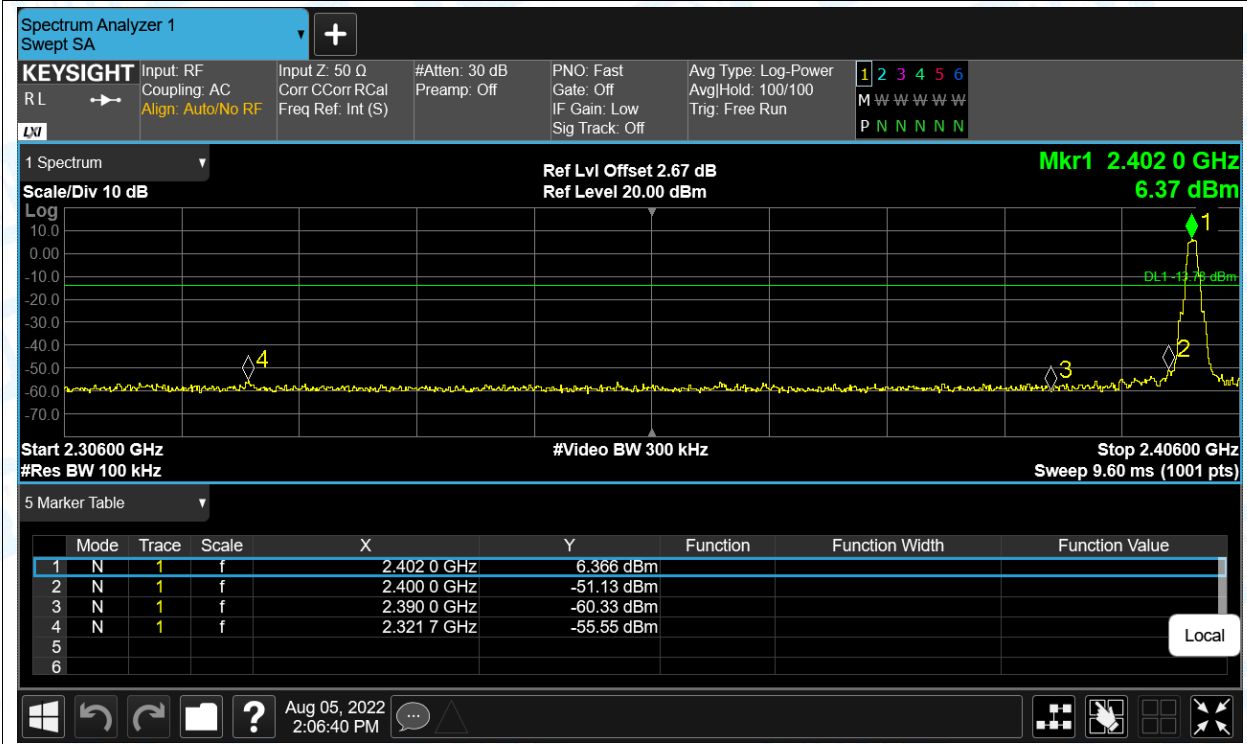 Spectrum Analyzer 1
Swept SA
+
KEYSIGHT
R L
LXI
Input: RF
Coupling: AC
Align: Auto/No RF
Input Z: 50 Ω
Corr CCorr RCal
Freq Ref: Int (S)
#Atten: 30 dB
Preamp: Off
PNO: Fast
Gate: Off
IF Gain: Low
Sig Track: Off
Avg Type: Log-Power
Avg|Hold: 100/100
Trig: Free Run
1 2 3 4 5 6
M W W W W W
P N N N N N
1 Spectrum
Scale/Div 10 dB
Ref Lvl Offset 2.67 dB
Ref Level 20.00 dBm
Mkr1 2.402 0 GHz
6.37 dBm
Log
10.0
0.00
-10.0
-20.0
-30.0
-40.0
-50.0
-60.0
-70.0
1
DL1 -13.78 dBm
2
3
4
Start 2.30600 GHz
#Res BW 100 kHz
#Video BW 300 kHz
Stop 2.40600 GHz
Sweep 9.60 ms (1001 pts)
5 Marker Table
Mode Trace Scale X Y Function Function Width Function Value
1 N 1 f 2.402 0 GHz 6.366 dBm
2 N 1 f 2.400 0 GHz -51.13 dBm
3 N 1 f 2.390 0 GHz -60.33 dBm
4 N 1 f 2.321 7 GHz -55.55 dBm
5
6
Local
?
Aug 05, 2022
2:06:40 PM